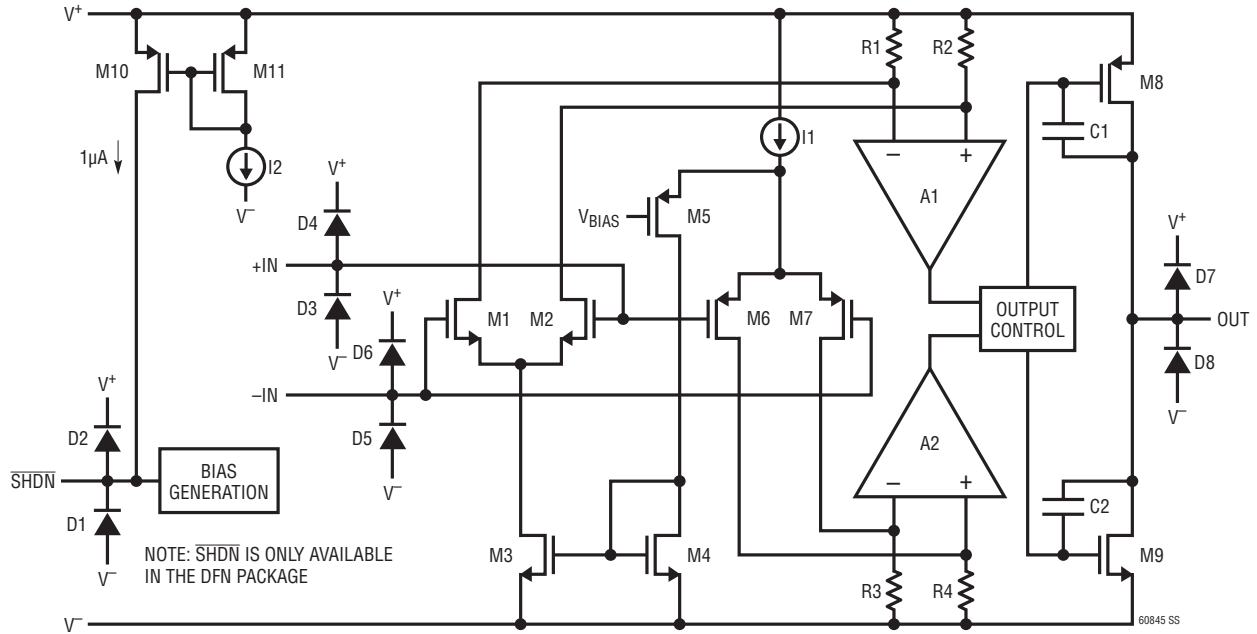 V+
R1
R2
M10
M11
M8
C1
I1
1µA
I2
V+
V−
A1
D4
VBIAS
M5
V+
+IN
D7
D3
V+
M1
M2
M6
M7
OUTPUT
CONTROL
OUT
V−
D6
D8
V+
−IN
V−
D2
D5
A2
SHDN
BIAS
GENERATION
V−
C2
D1
NOTE: SHDN IS ONLY AVAILABLE
IN THE DFN PACKAGE
M3
M4
M9
V−
R3
R4
V−
60845 SS
− +
− +